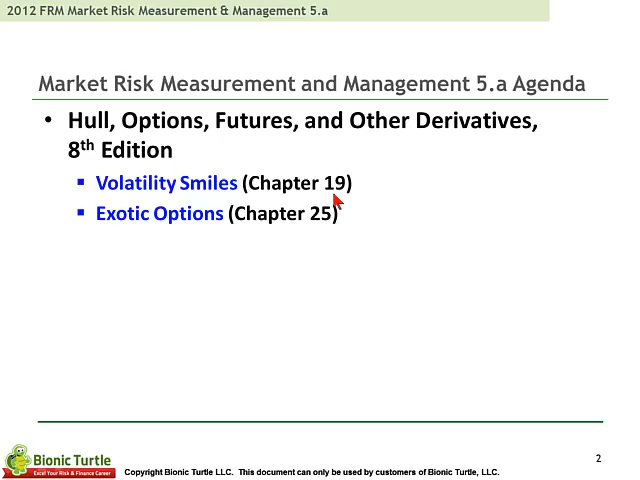 2012 FRM Market Risk Measurement & Management 5.a
Market Risk Measurement and Management 5.a Agenda
• Hull, Options, Futures, and Other Derivatives,
8th Edition
▪ Volatility Smiles (Chapter 19)
▪ Exotic Options (Chapter 25)
2
Bionic Turtle
Excel Your Risk & Finance Career
Copyright Bionic Turtle LLC. This document can only be used by customers of Bionic Turtle, LLC.